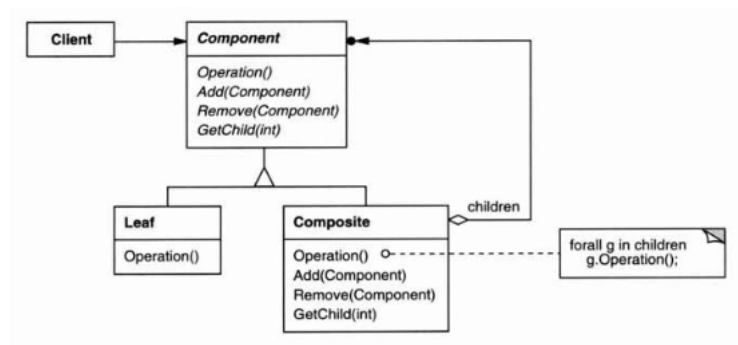 Client
Component
Operation()
Add(Component)
Remove(Component)
GetChild(int)
children
Leaf
Operation()
Composite
Operation()
Add(Component)
Remove(Component)
GetChild(int)
forall g in children
g.Operation();